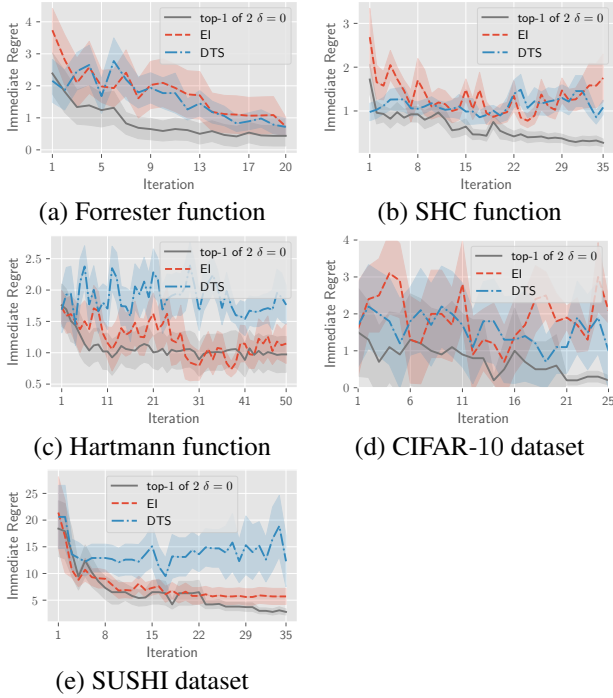 top-1 of 2 δ = 0
EI
DTS
Immediate Regret
4
3
2
1
0
1 5 9 13 16 20
Iteration
(a) Forrester function
top-1 of 2 δ = 0
EI
DTS
Immediate Regret
3
2
1
1 8 15 22 29 35
Iteration
(b) SHC function
top-1 of 2 δ = 0
EI
DTS
Immediate Regret
2.5
2.0
1.5
1.0
0.5
1 11 21 31 41 50
Iteration
(c) Hartmann function
top-1 of 2 δ = 0
EI
DTS
Immediate Regret
4
3
2
1
0
1 6 11 16 21 25
Iteration
(d) CIFAR-10 dataset
top-1 of 2 δ = 0
EI
DTS
Immediate Regret
25
20
15
10
5
1 8 15 22 29 35
Iteration
(e) SUSHI dataset